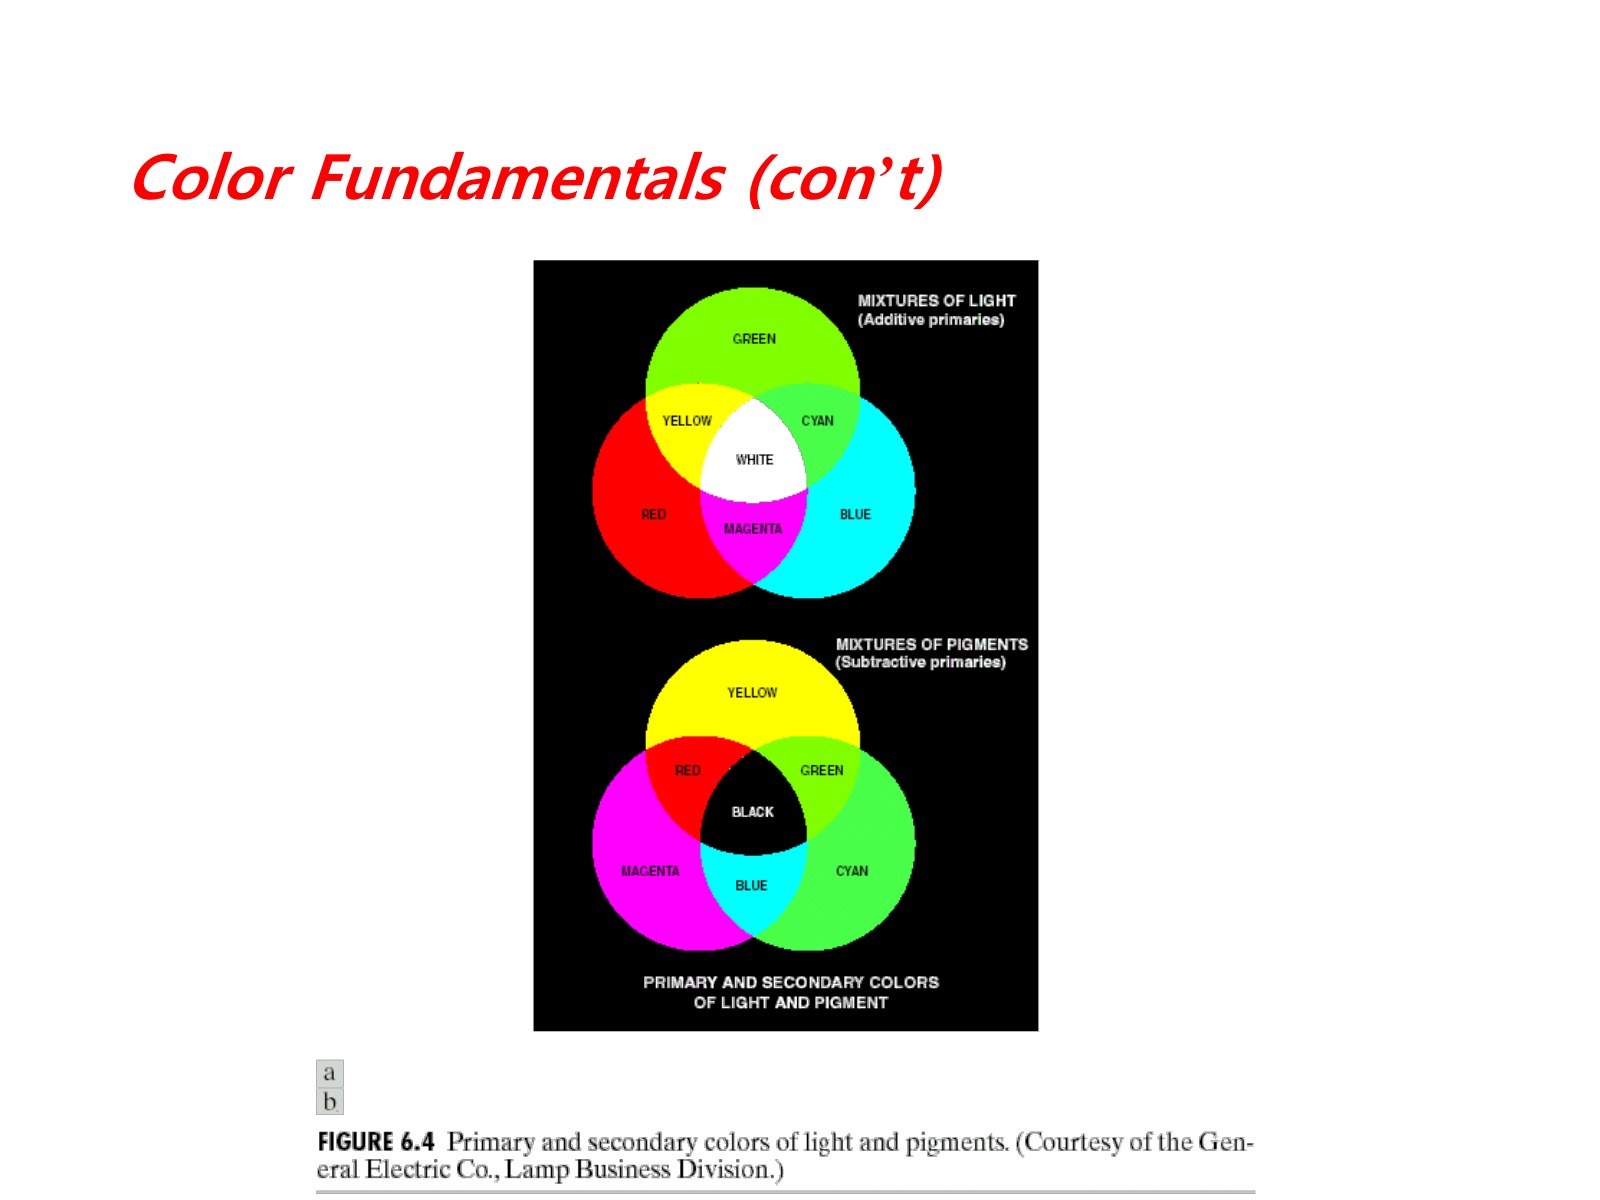 Color Fundamentals (con’t)
MIXTURES OF LIGHT
(Additive primaries)
GREEN
YELLOW
CYAN
WHITE
RED
MAGENTA
BLUE
MIXTURES OF PIGMENTS
(Subtractive primaries)
YELLOW
RED
GREEN
BLACK
MAGENTA
BLUE
CYAN
PRIMARY AND SECONDARY COLORS
OF LIGHT AND PIGMENT
a
b
FIGURE 6.4 Primary and secondary colors of light and pigments. (Courtesy of the Gen-
eral Electric Co., Lamp Business Division.)